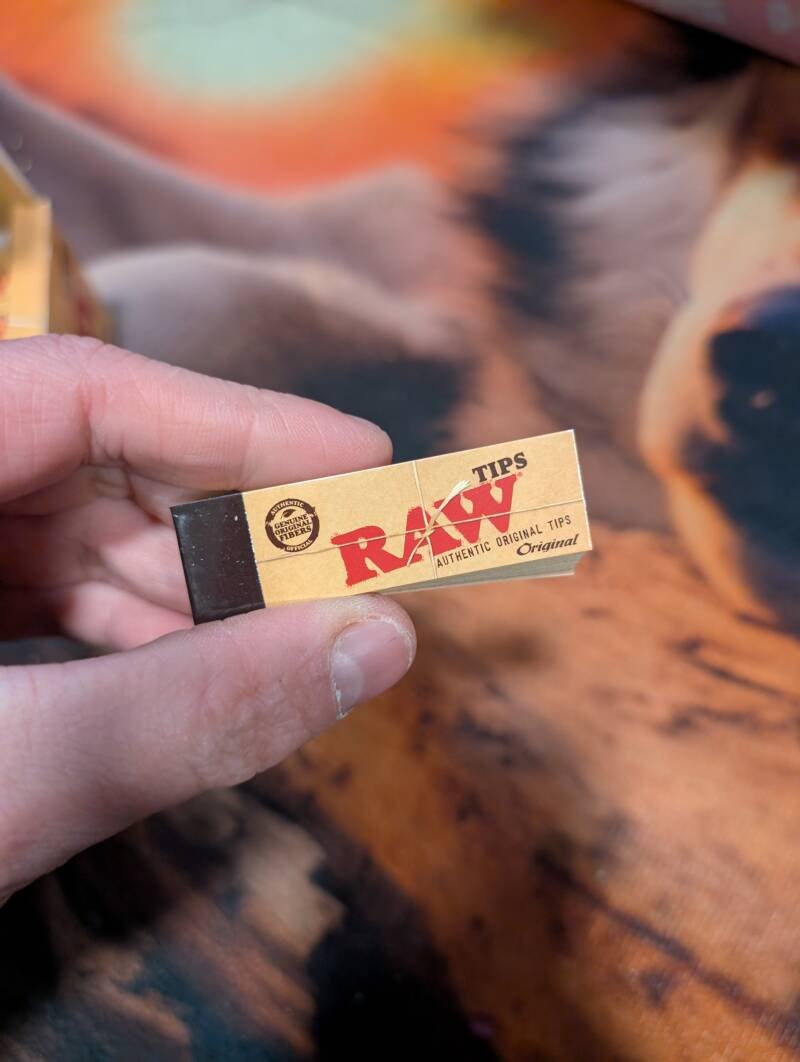 AUTHENTIC
GENUINE
ORIGINAL
FIBERS
OFFICIAL
TIPS
RAW
AUTHENTIC ORIGINAL TIPS
Original